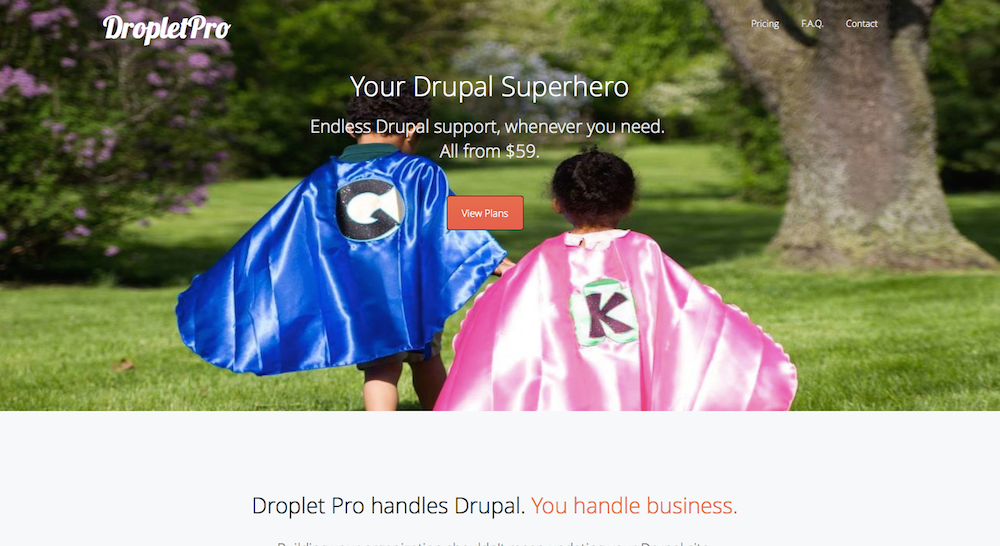 DropletPro
Pricing F.A.Q. Contact
Your Drupal Superhero
Endless Drupal support, whenever you need.
All from $59.
View Plans
G
K
Droplet Pro handles Drupal. You handle business.